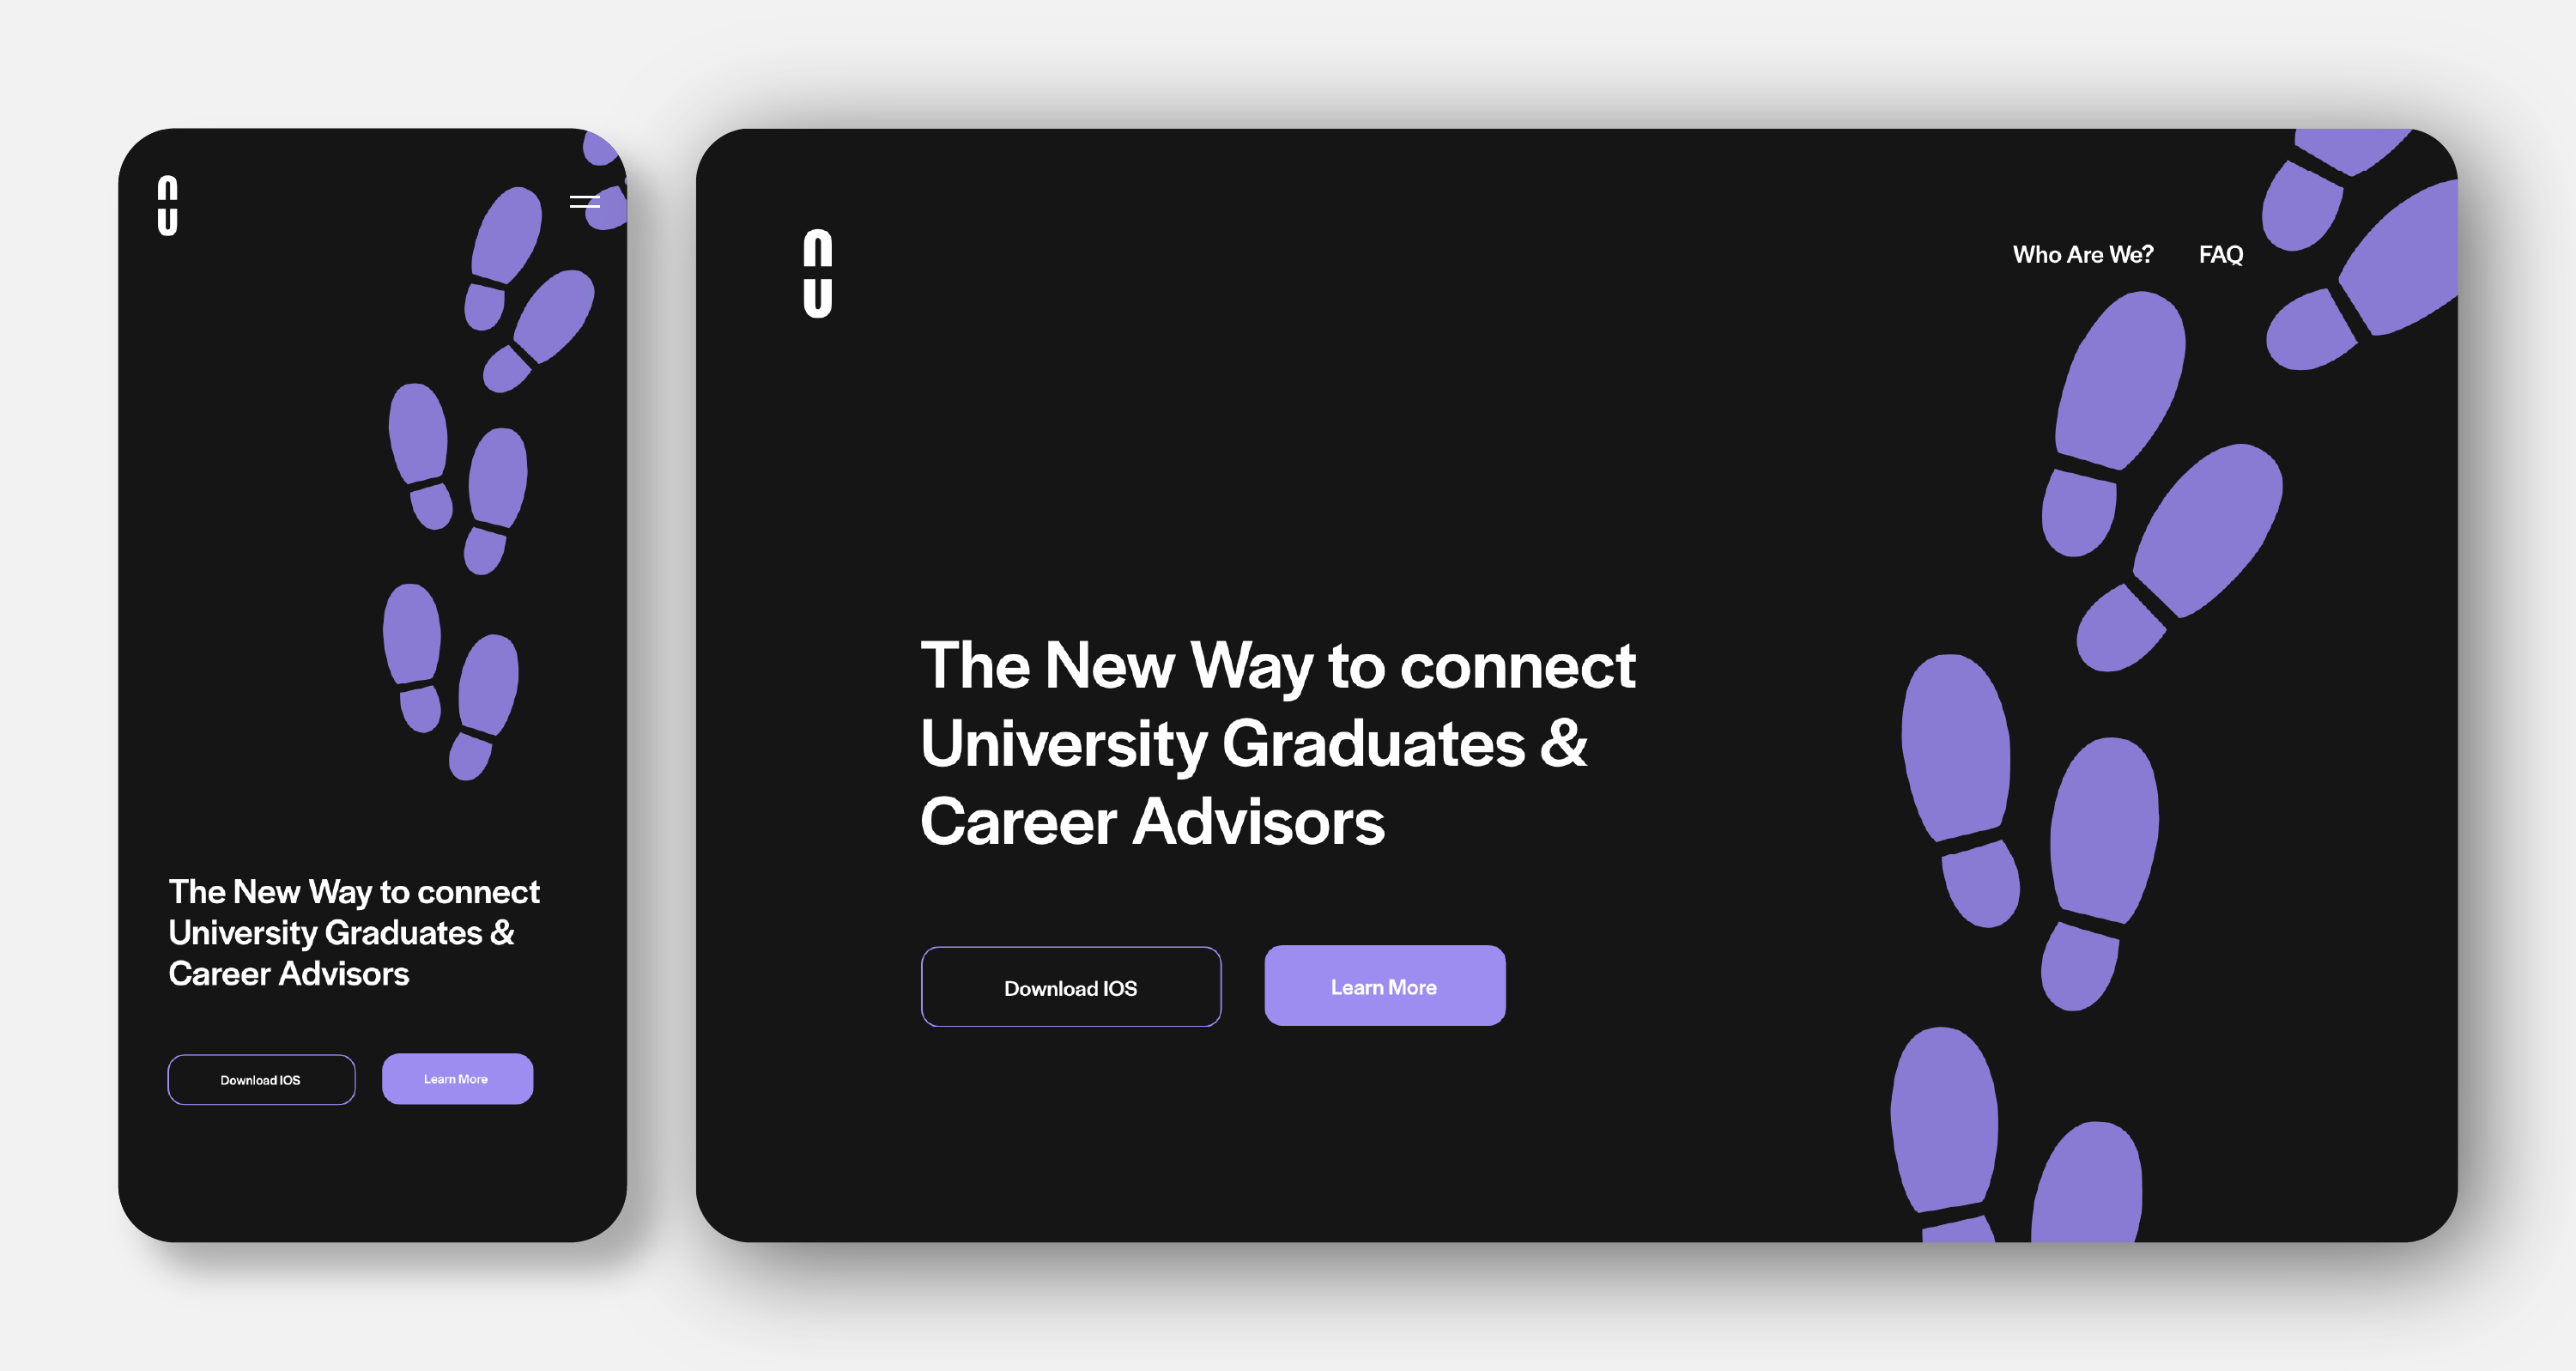 The New Way to connect
University Graduates &
Career Advisors
Download IOS
Learn More
Who Are We?
FAQ
The New Way to connect
University Graduates &
Career Advisors
Download IOS
Learn More